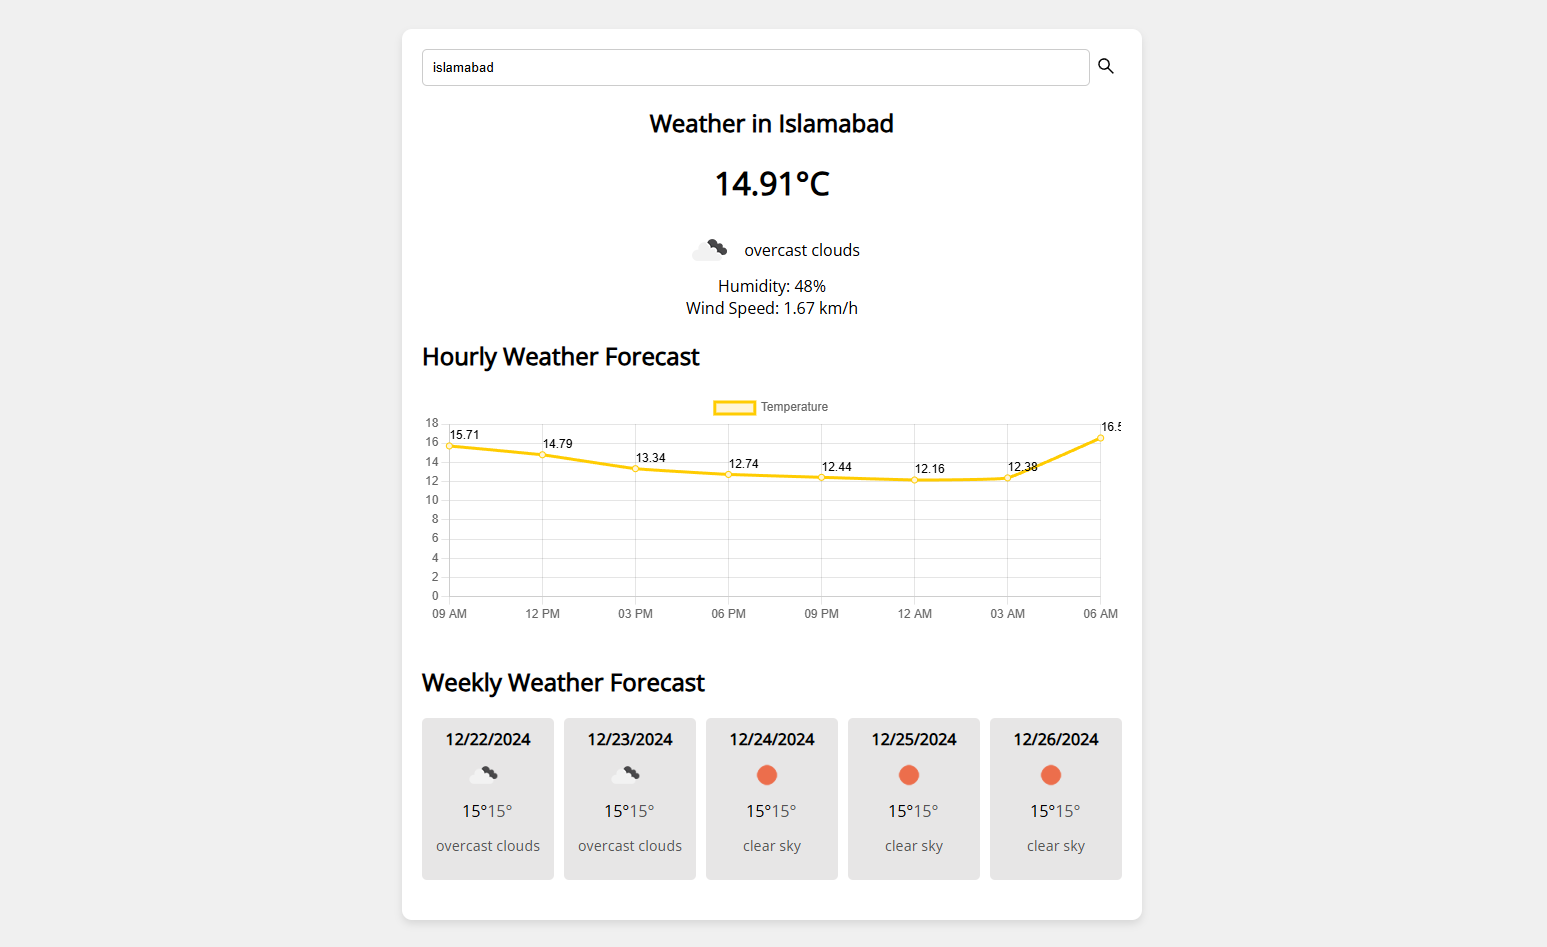 islamabad
Weather in Islamabad
14.91°C
overcast clouds
Humidity: 48%
Wind Speed: 1.67 km/h
Hourly Weather Forecast
Temperature
18
16
14
12
10
8
6
4
2
0
15.71 14.79 13.34 12.74 12.44 12.16 12.38 16.5
09 AM 12 PM 03 PM 06 PM 09 PM 12 AM 03 AM 06 AM
Weekly Weather Forecast
12/22/2024 12/23/2024 12/24/2024 12/25/2024 12/26/2024
15°15° 15°15° 15°15° 15°15° 15°15°
overcast clouds overcast clouds clear sky clear sky clear sky